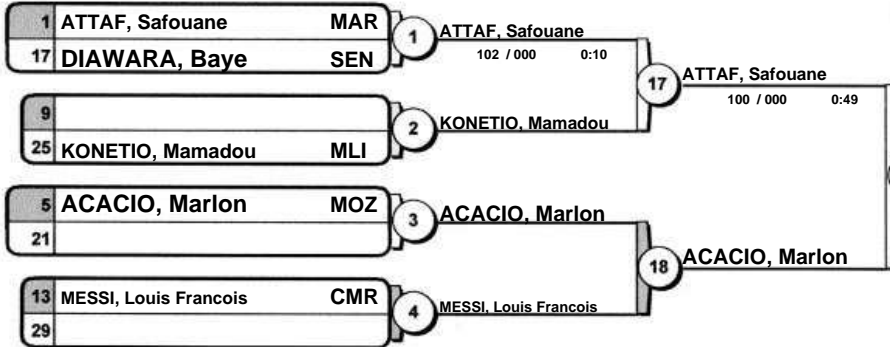 1 ATTAF, Safouane MAR
17 DIAWARA, Baye SEN
1
ATTAF, Safouane
102 / 000 0:10
9
25 KONETIO, Mamadou MLI
2
KONETIO, Mamadou
17
ATTAF, Safouane
100 / 000 0:49
5 ACACIO, Marlon MOZ
21
3
ACACIO, Marlon
13 MESSI, Louis Francois CMR
29
4
MESSI, Louis Francois
18
ACACIO, Marlon